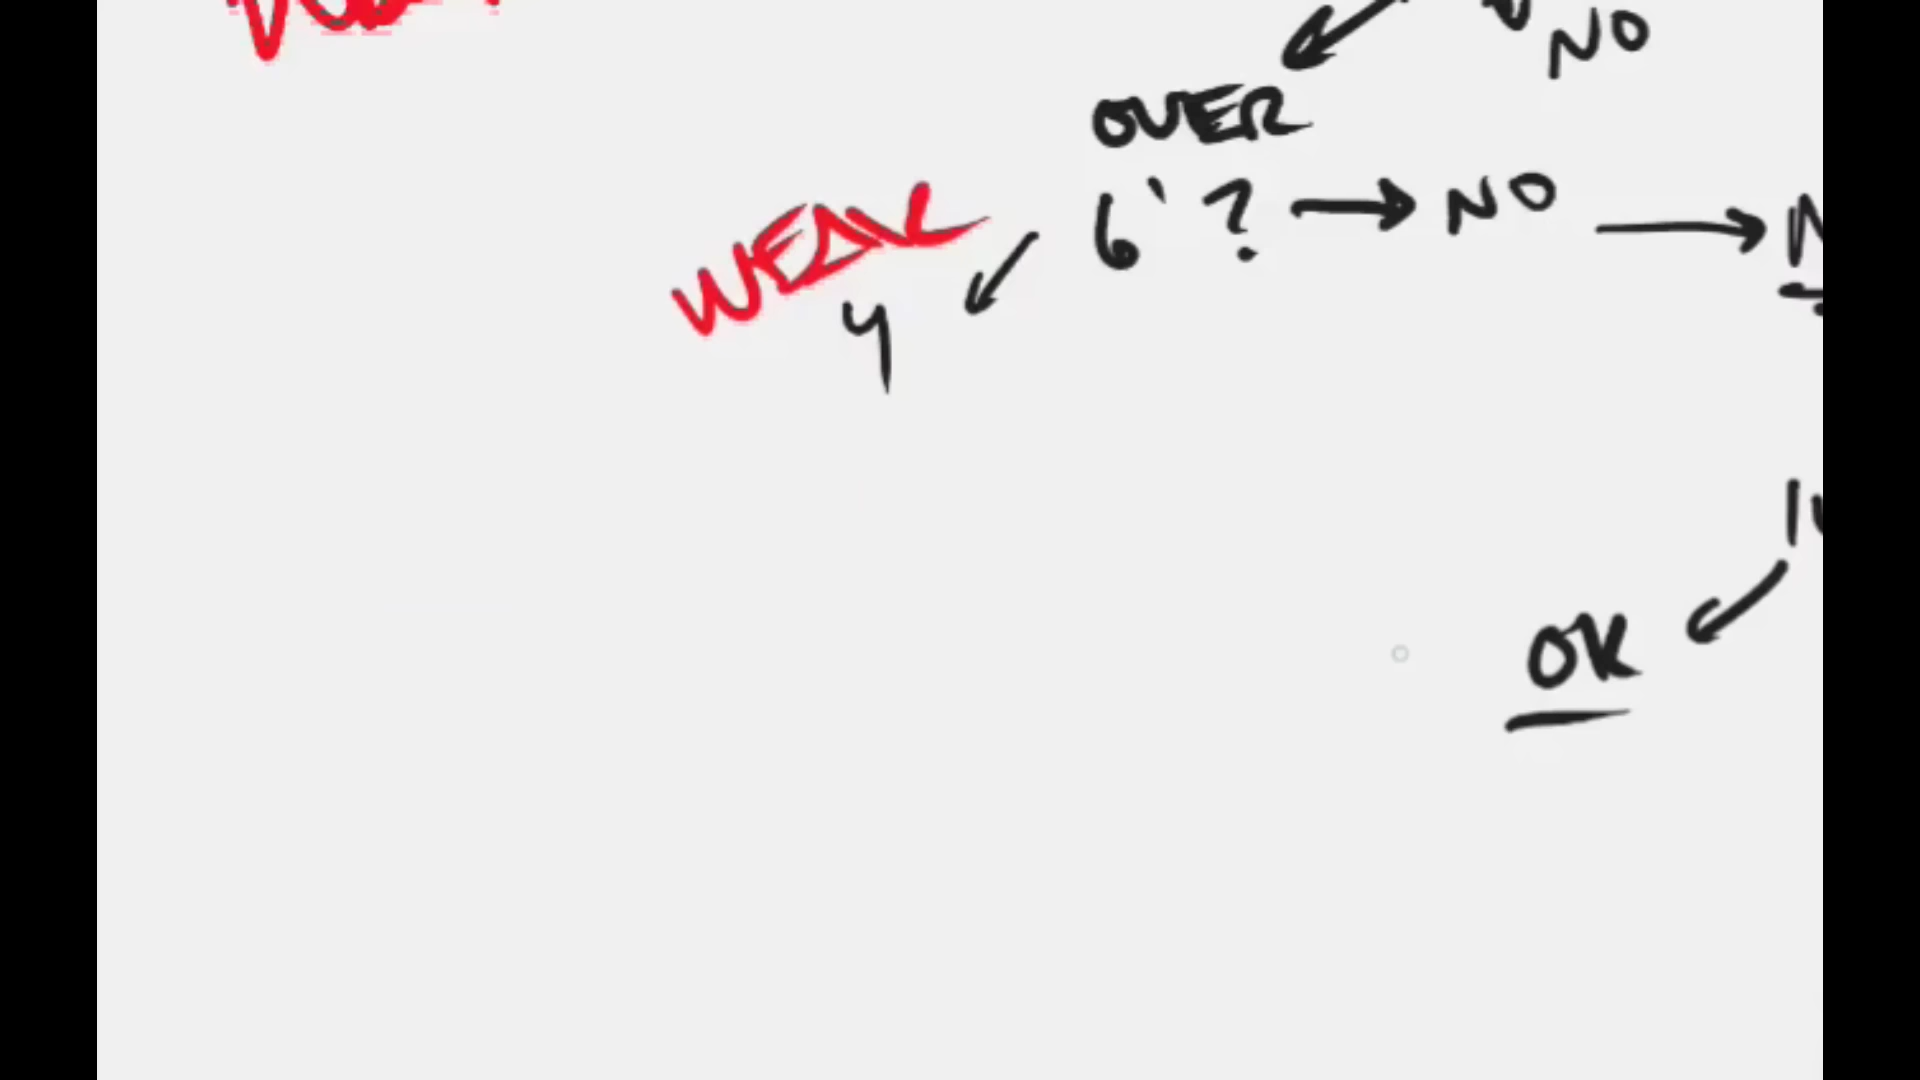 NO
OVER
6' ? → NO →
WEAK
Y
OK